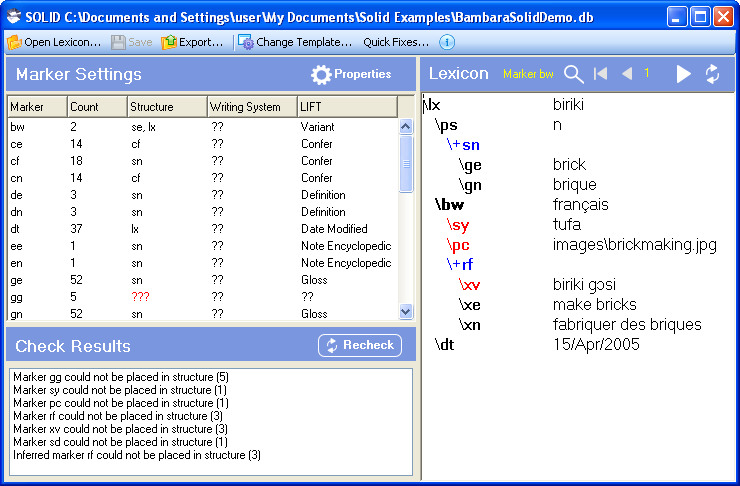 SOLID C:\Documents and Settings\user\My Documents\Solid Examples\BambaraSolidDemo.db
Open Lexicon... Save Export... Change Template... Quick Fixes...
Marker Settings Properties
Marker Count Structure Writing System LIFT
bw 2 se, lx ?? Variant
ce 14 cf ?? Confer
cf 18 sn ?? Confer
cn 14 cf ?? Confer
de 3 sn ?? Definition
dn 3 sn ?? Definition
dt 37 lx ?? Date Modified
ee 1 sn ?? Note Encyclopedic
en 1 sn ?? Note Encyclopedic
ge 52 sn ?? Gloss
gg 5 ??? ?? ??
gn 52 sn ?? Gloss
Check Results Recheck
Marker gg could not be placed in structure (5)
Marker sy could not be placed in structure (1)
Marker pc could not be placed in structure (1)
Marker rf could not be placed in structure (3)
Marker xv could not be placed in structure (3)
Marker sd could not be placed in structure (1)
Inferred marker rf could not be placed in structure (3)
Lexicon Marker bw 1
\lx biriki
\ps n
\+sn
\ge brick
\gn brique
\bw français
\sy tufa
\pc images\brickmaking.jpg
\+rf
\xv biriki gosi
\xe make bricks
\xn fabriquer des briques
\dt 15/Apr/2005